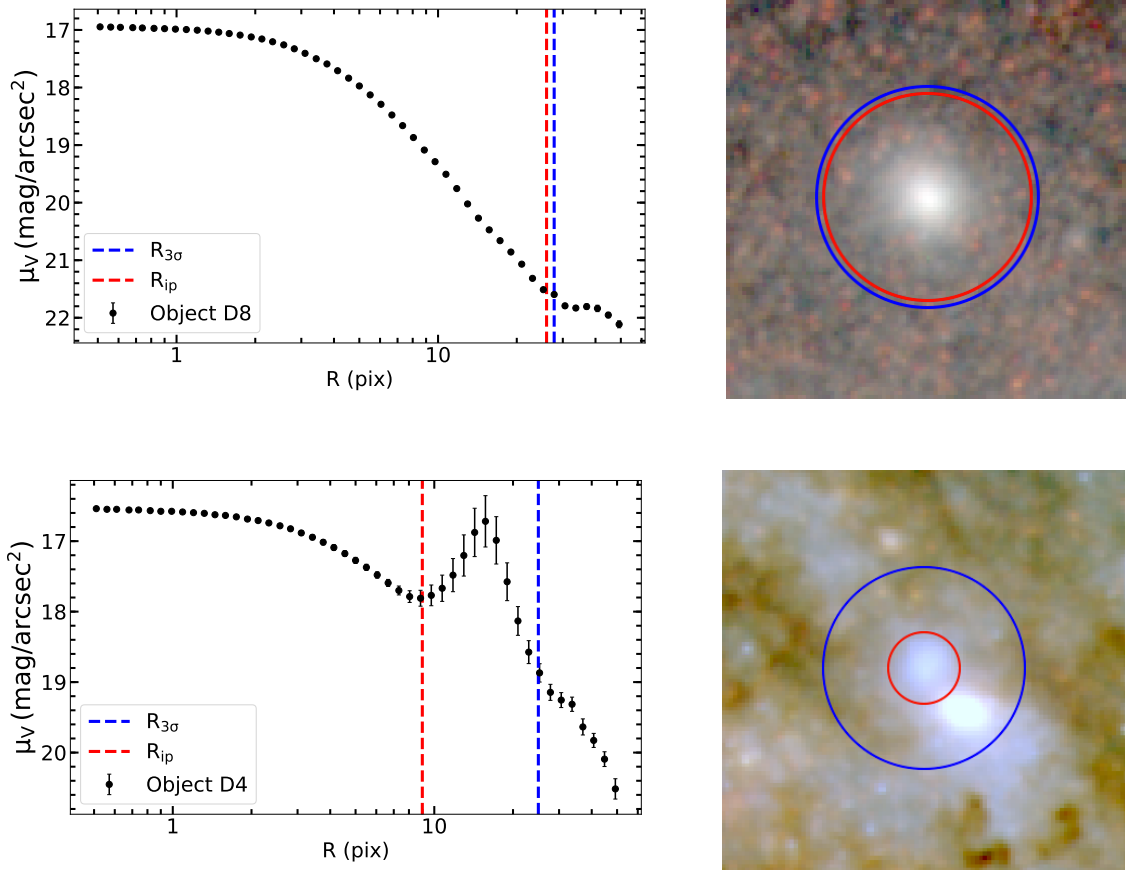 17
18
19
20
21
22
μV (mag/arcsec²)
R3σ
Rip
Object D8
1 10
R (pix)
17
18
19
20
μV (mag/arcsec²)
R3σ
Rip
Object D4
1 10
R (pix)